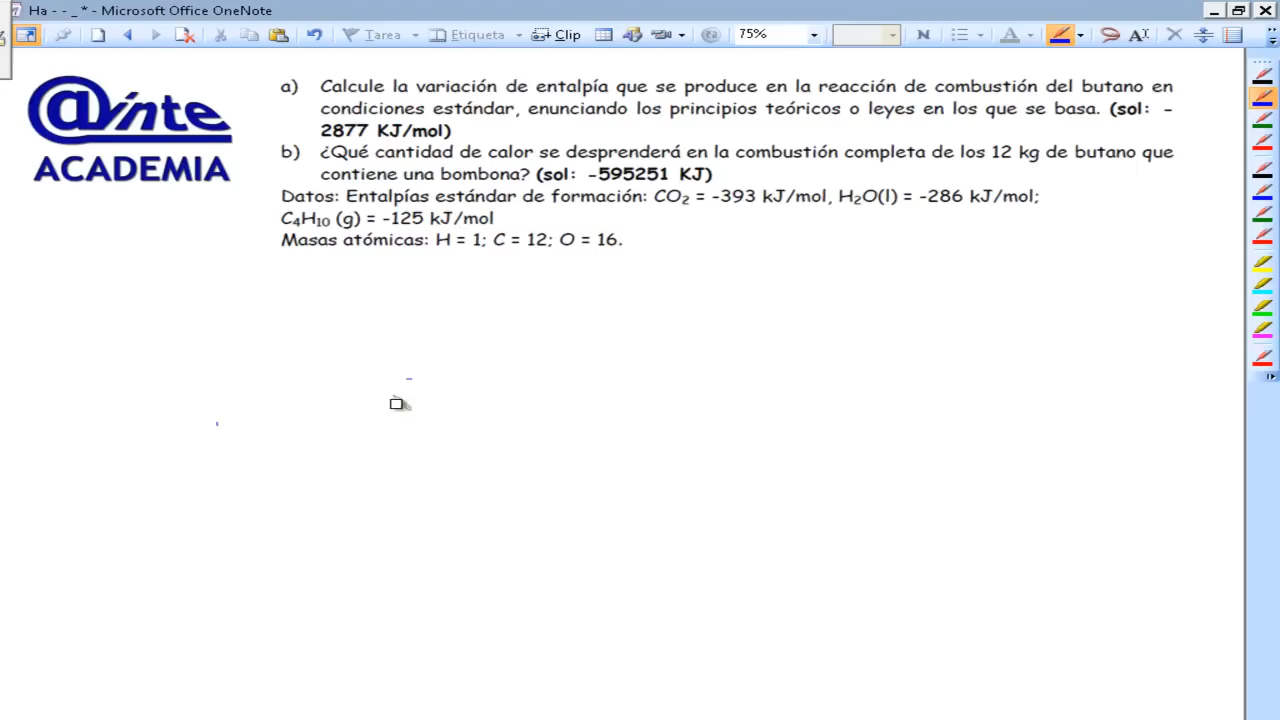 Ha - - _ * - Microsoft Office OneNote
Tarea Etiqueta Clip 75% N A A
@inte
ACADEMIA
a) Calcule la variación de entalpía que se produce en la reacción de combustión del butano en
condiciones estándar, enunciando los principios teóricos o leyes en los que se basa. (sol: -
2877 KJ/mol)
b) ¿Qué cantidad de calor se desprenderá en la combustión completa de los 12 kg de butano que
contiene una bombona? (sol: -595251 KJ)
Datos: Entalpías estándar de formación: CO₂ = -393 kJ/mol, H₂O(l) = -286 kJ/mol;
C₄H₁₀ (g) = -125 kJ/mol
Masas atómicas: H = 1; C = 12; O = 16.